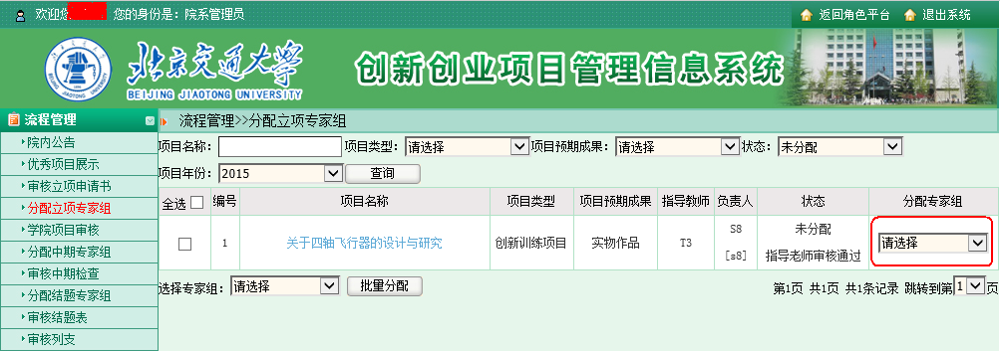 欢迎您 您的身份是：院系管理员 返回角色平台 退出系统
北京交通大学
BEIJING JIAOTONG UNIVERSITY
创新创业项目管理信息系统
流程管理
院内公告
优秀项目展示
审核立项申请书
分配立项专家组
学院项目审核
分配中期专家组
审核中期检查
分配结题专家组
审核结题表
审核列支
流程管理>>分配立项专家组
项目名称： 项目类型： 请选择 项目预期成果： 请选择 状态： 未分配
项目年份： 2015 查询
全选 编号 项目名称 项目类型 项目预期成果 指导教师 负责人 状态 分配专家组
1 关于四轴飞行器的设计与研究 创新训练项目 实物作品 T3 S8 [s8] 未分配 指导老师审核通过 请选择
选择专家组： 请选择 批量分配 第1页 共1页 共1条记录 跳转到第 1 页